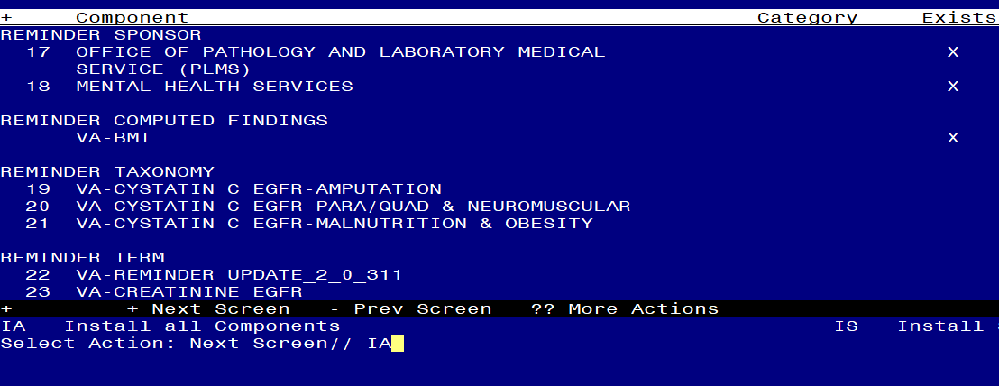 + Component Category Exists
REMINDER SPONSOR
17 OFFICE OF PATHOLOGY AND LABORATORY MEDICAL X
SERVICE (PLMS)
18 MENTAL HEALTH SERVICES X
REMINDER COMPUTED FINDINGS
VA-BMI X
REMINDER TAXONOMY
19 VA-CYSTATIN C EGFR-AMPUTATION
20 VA-CYSTATIN C EGFR-PARA/QUAD & NEUROMUSCULAR
21 VA-CYSTATIN C EGFR-MALNUTRITION & OBESITY
REMINDER TERM
22 VA-REMINDER UPDATE_2_0_311
23 VA-CREATININE EGFR
+ + Next Screen - Prev Screen ?? More Actions
IA Install all Components IS Install
Select Action: Next Screen// IA